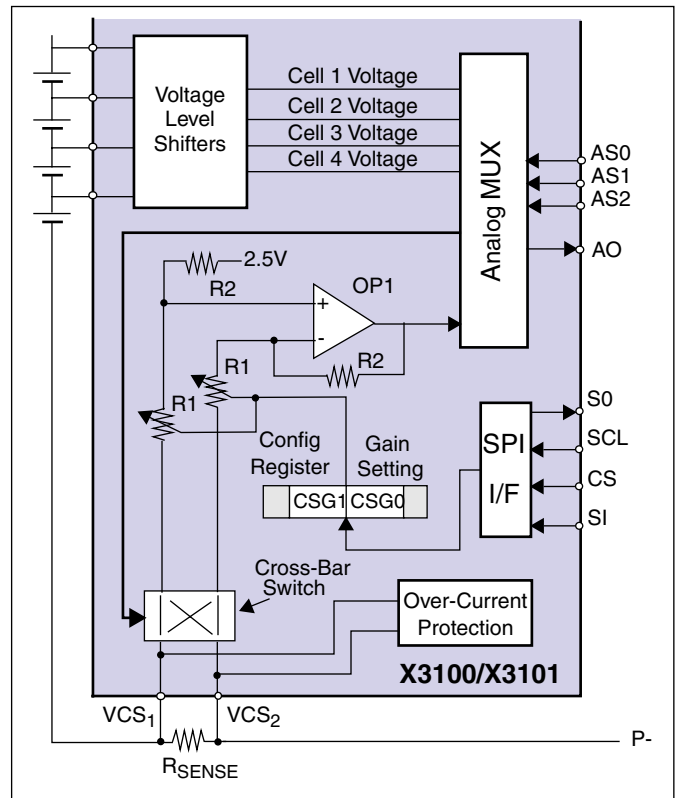 Voltage
Level
Shifters
Cell 1 Voltage
Cell 2 Voltage
Cell 3 Voltage
Cell 4 Voltage
Analog MUX
AS0
AS1
AS2
AO
2.5V
R2
OP1
+
-
R2
R1
R1
Config
Register
Gain
Setting
CSG1 CSG0
SPI
I/F
S0
SCL
CS
SI
Cross-Bar
Switch
Over-Current
Protection
X3100/X3101
VCS1
VCS2
RSENSE
P-